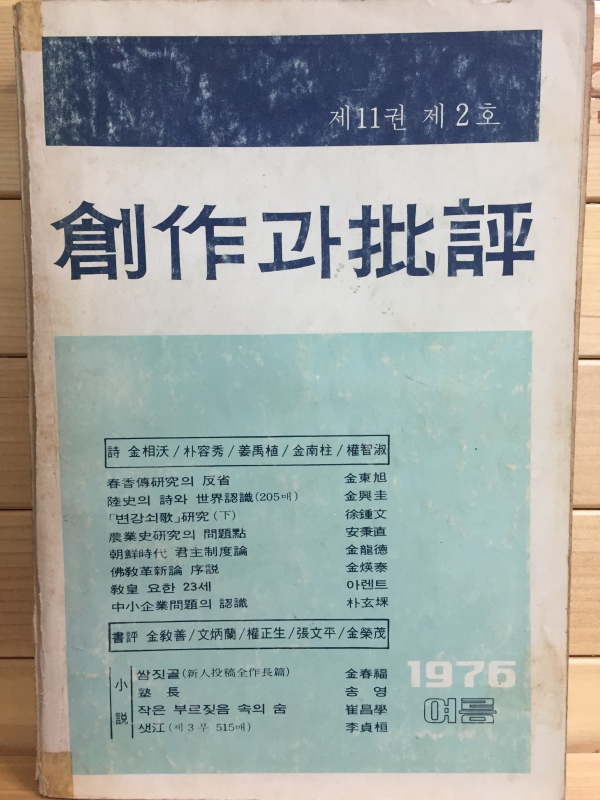 제11권 제2호
創作과批評
詩 金相沃/朴容秀/姜禹植/金南柱/權智淑
春香傳研究의 反省 金東旭
陸史의 詩와 世界認識(205매) 金興圭
「변강쇠歌」研究(下) 徐鍾文
農業史研究의 問題點 安秉直
朝鮮時代 君主制度論 金龍德
佛敎革新論 序説 金煐泰
敎皇 요한 23세 아렌트
中小企業問題의 認識 朴玄埰
書評 金敎善/文炳蘭/權正生/張文平/金榮茂
小説
쌈짓골(新人投稿全作長篇) 金春福
塾長 송영
작은 부르짖음 속의 숨 崔昌學
샛江(제3부 515매) 李貞桓
1976
여름